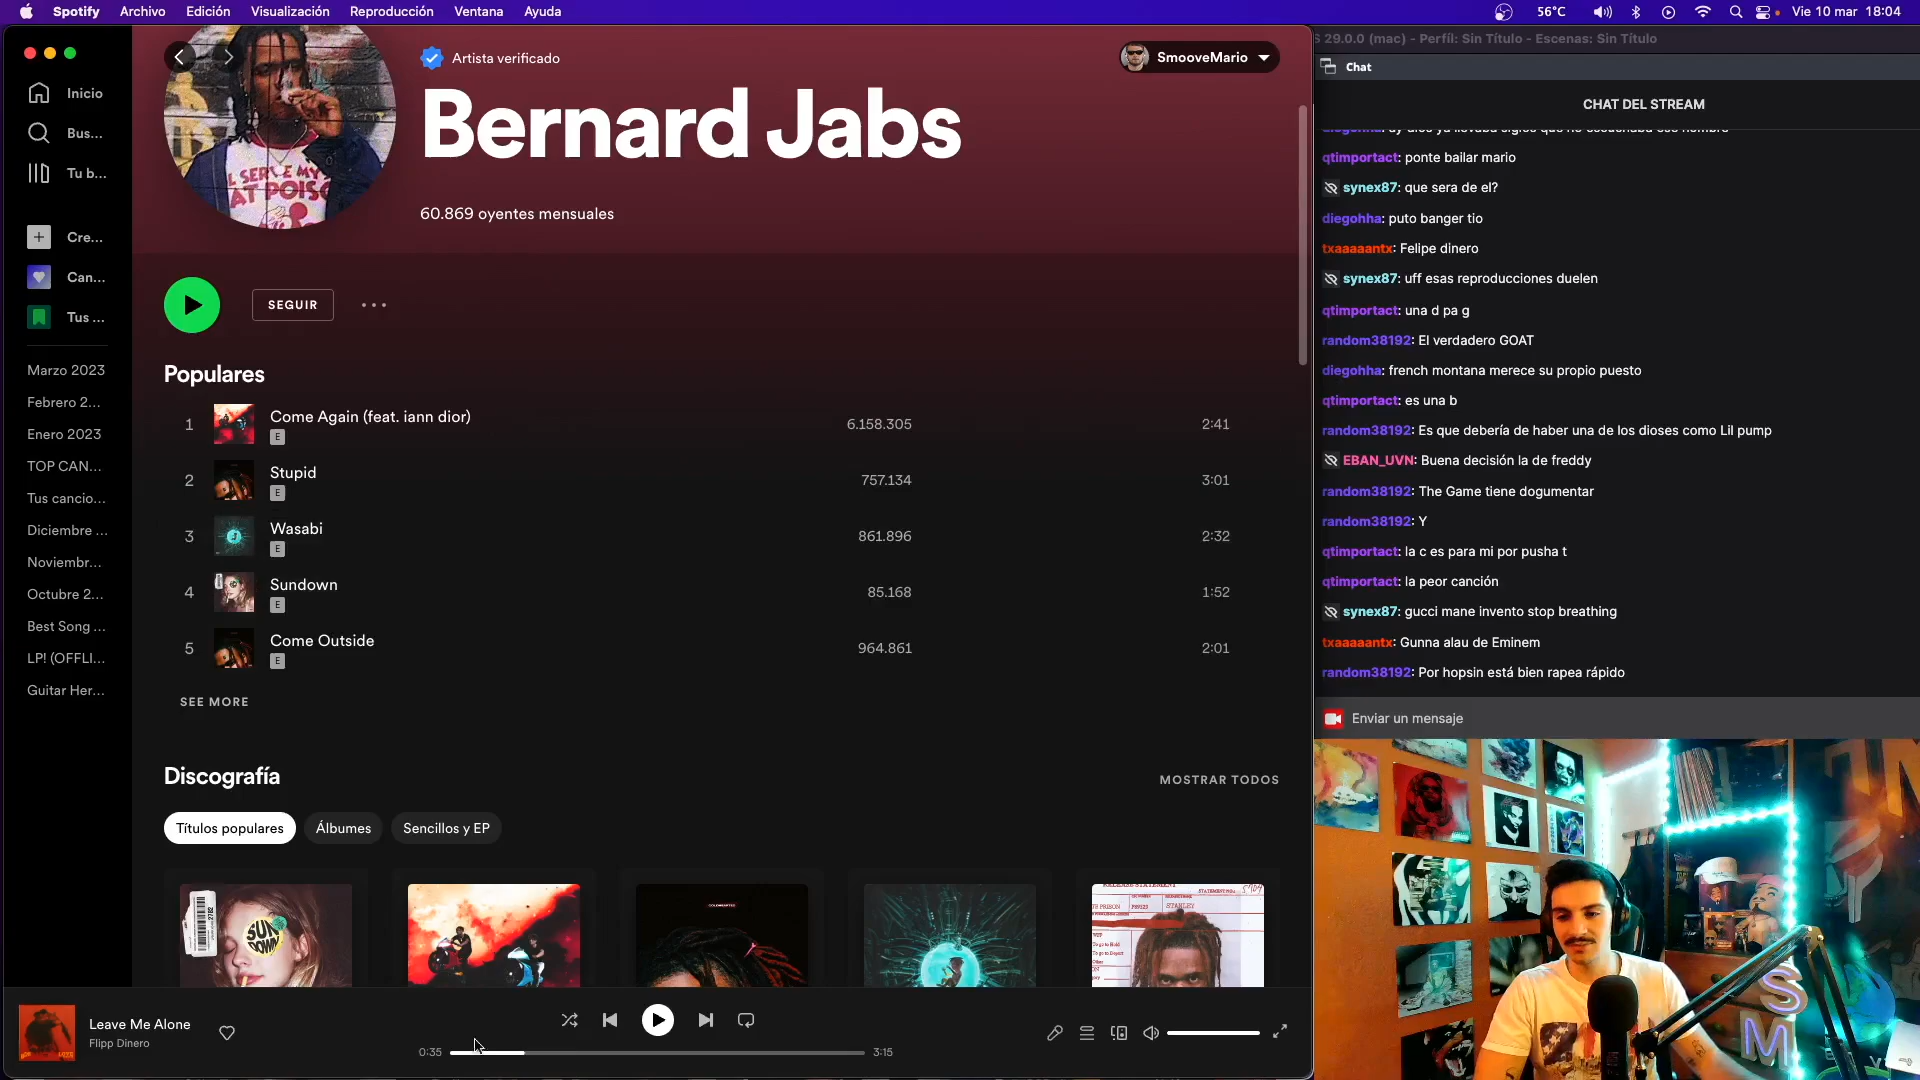 Spotify Archivo Edición Visualización Reproducción Ventana Ayuda
56°C
Vie 10 mar 18:04
29.0.0 (mac) - Perfil: Sin Título - Escenas: Sin Título
Chat
CHAT DEL STREAM
Inicio
Bus...
Tu b...
Cre...
Can...
Tus ...
Marzo 2023
Febrero 2...
Enero 2023
TOP CAN...
Tus cancio...
Diciembre ...
Noviembr...
Octubre 2...
Best Song ...
LP! (OFFLI...
Guitar Her...
Artista verificado
SmooveMario
Bernard Jabs
60.869 oyentes mensuales
SEGUIR
Populares
1 Come Again (feat. iann dior) 6.158.305 2:41
E
2 Stupid 757.134 3:01
E
3 Wasabi 861.896 2:32
E
4 Sundown 85.168 1:52
E
5 Come Outside 964.861 2:01
E
SEE MORE
Discografía
MOSTRAR TODOS
Títulos populares Álbumes Sencillos y EP
SUN
DOWN
STANLEY
Leave Me Alone
Flipp Dinero
0:35
3:15
qtimportact: ponte bailar mario
synex87: que sera de el?
diegohha: puto banger tio
txaaaaantx: Felipe dinero
synex87: uff esas reproducciones duelen
qtimportact: una d pa g
random38192: El verdadero GOAT
diegohha: french montana merece su propio puesto
qtimportact: es una b
random38192: Es que debería de haber una de los dioses como Lil pump
EBAN_UVN: Buena decisión la de freddy
random38192: The Game tiene dogumentar
random38192: Y
qtimportact: la c es para mi por pusha t
qtimportact: la peor canción
synex87: gucci mane invento stop breathing
txaaaaantx: Gunna alau de Eminem
random38192: Por hopsin está bien rapea rápido
Enviar un mensaje
SM